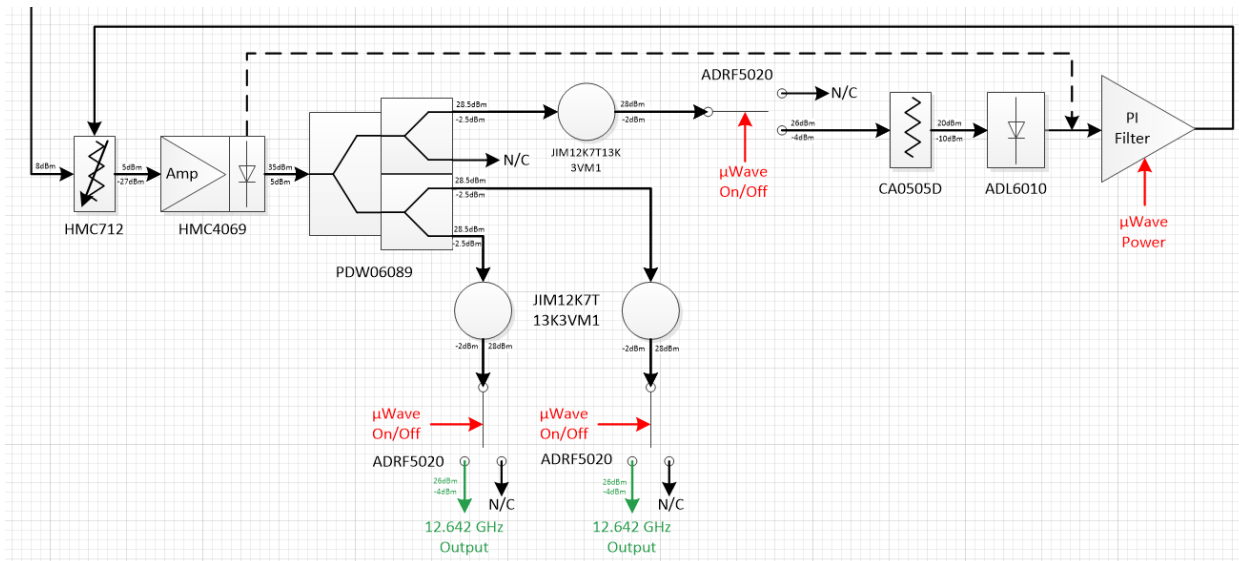 8dBm
HMC712
5dBm
-27dBm
Amp
HMC4069
35dBm
5dBm
PDW06089
28.5dBm
-2.5dBm
N/C
28.5dBm
-2.5dBm
28.5dBm
-2.5dBm
JIM12K7T13K
3VM1
28dBm
-2dBm
ADRF5020
µWave
On/Off
N/C
26dBm
-4dBm
CA0505D
20dBm
-10dBm
ADL6010
PI
Filter
µWave
Power
JIM12K7T
13K3VM1
-2dBm
28dBm
-2dBm
28dBm
µWave
On/Off
ADRF5020
26dBm
-4dBm
N/C
12.642 GHz
Output
µWave
On/Off
ADRF5020
26dBm
-4dBm
N/C
12.642 GHz
Output